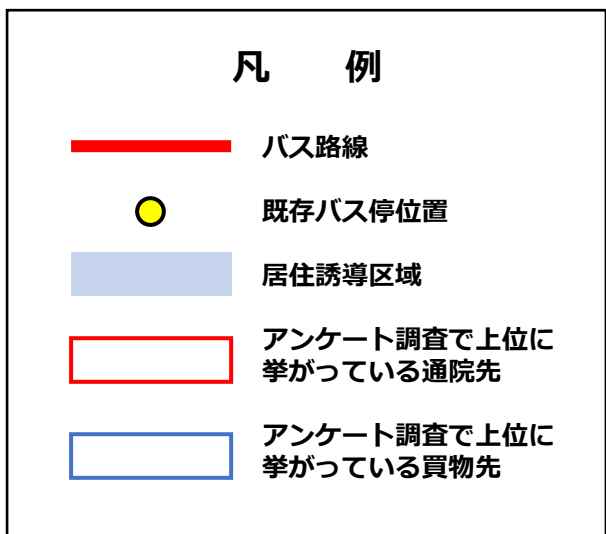 凡　例
バス路線
既存バス停位置
居住誘導区域
アンケート調査で上位に
挙がっている通院先
アンケート調査で上位に
挙がっている買物先